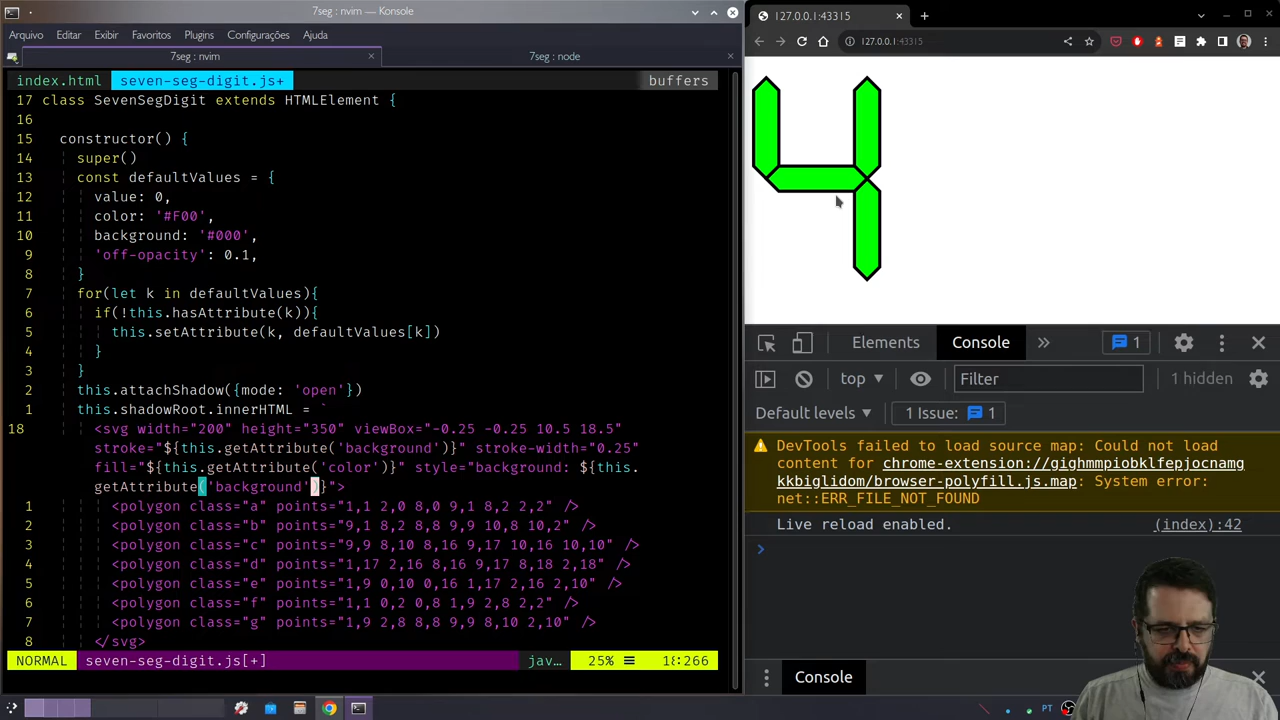 7seg : nvim — Konsole
Arquivo Editar Exibir Favoritos Plugins Configurações Ajuda
7seg : nvim
7seg : node
index.html seven-seg-digit.js+ buffers
17 class SevenSegDigit extends HTMLElement {
16
15 constructor() {
14 super()
13 const defaultValues = {
12 value: 0,
11 color: '#F00',
10 background: '#000',
9 'off-opacity': 0.1,
8 }
7 for(let k in defaultValues){
6 if(!this.hasAttribute(k)){
5 this.setAttribute(k, defaultValues[k])
4 }
3 }
2 this.attachShadow({mode: 'open'})
1 this.shadowRoot.innerHTML = `
18 <svg width="200" height="350" viewBox="-0.25 -0.25 10.5 18.5"
stroke="${this.getAttribute('background')}" stroke-width="0.25"
fill="${this.getAttribute('color')}" style="background: ${this.
getAttribute('background')}">
1 <polygon class="a" points="1,1 2,0 8,0 9,1 8,2 2,2" />
2 <polygon class="b" points="9,1 8,2 8,8 9,9 10,8 10,2" />
3 <polygon class="c" points="9,9 8,10 8,16 9,17 10,16 10,10" />
4 <polygon class="d" points="1,17 2,16 8,16 9,17 8,18 2,18" />
5 <polygon class="e" points="1,9 0,10 0,16 1,17 2,16 2,10" />
6 <polygon class="f" points="1,1 0,2 0,8 1,9 2,8 2,2" />
7 <polygon class="g" points="1,9 2,8 8,8 9,9 8,10 2,10" />
8 </svg>
NORMAL seven-seg-digit.js[+] jav… 25% 18:266
127.0.0.1:43315
127.0.0.1:43315
Elements Console
1
top Filter 1 hidden
Default levels 1 Issue: 1
DevTools failed to load source map: Could not load
content for chrome-extension://gighmmpiobklfepjocnamg
kkbiglidom/browser-polyfill.js.map: System error:
net::ERR_FILE_NOT_FOUND
Live reload enabled. (index):42
Console
PT